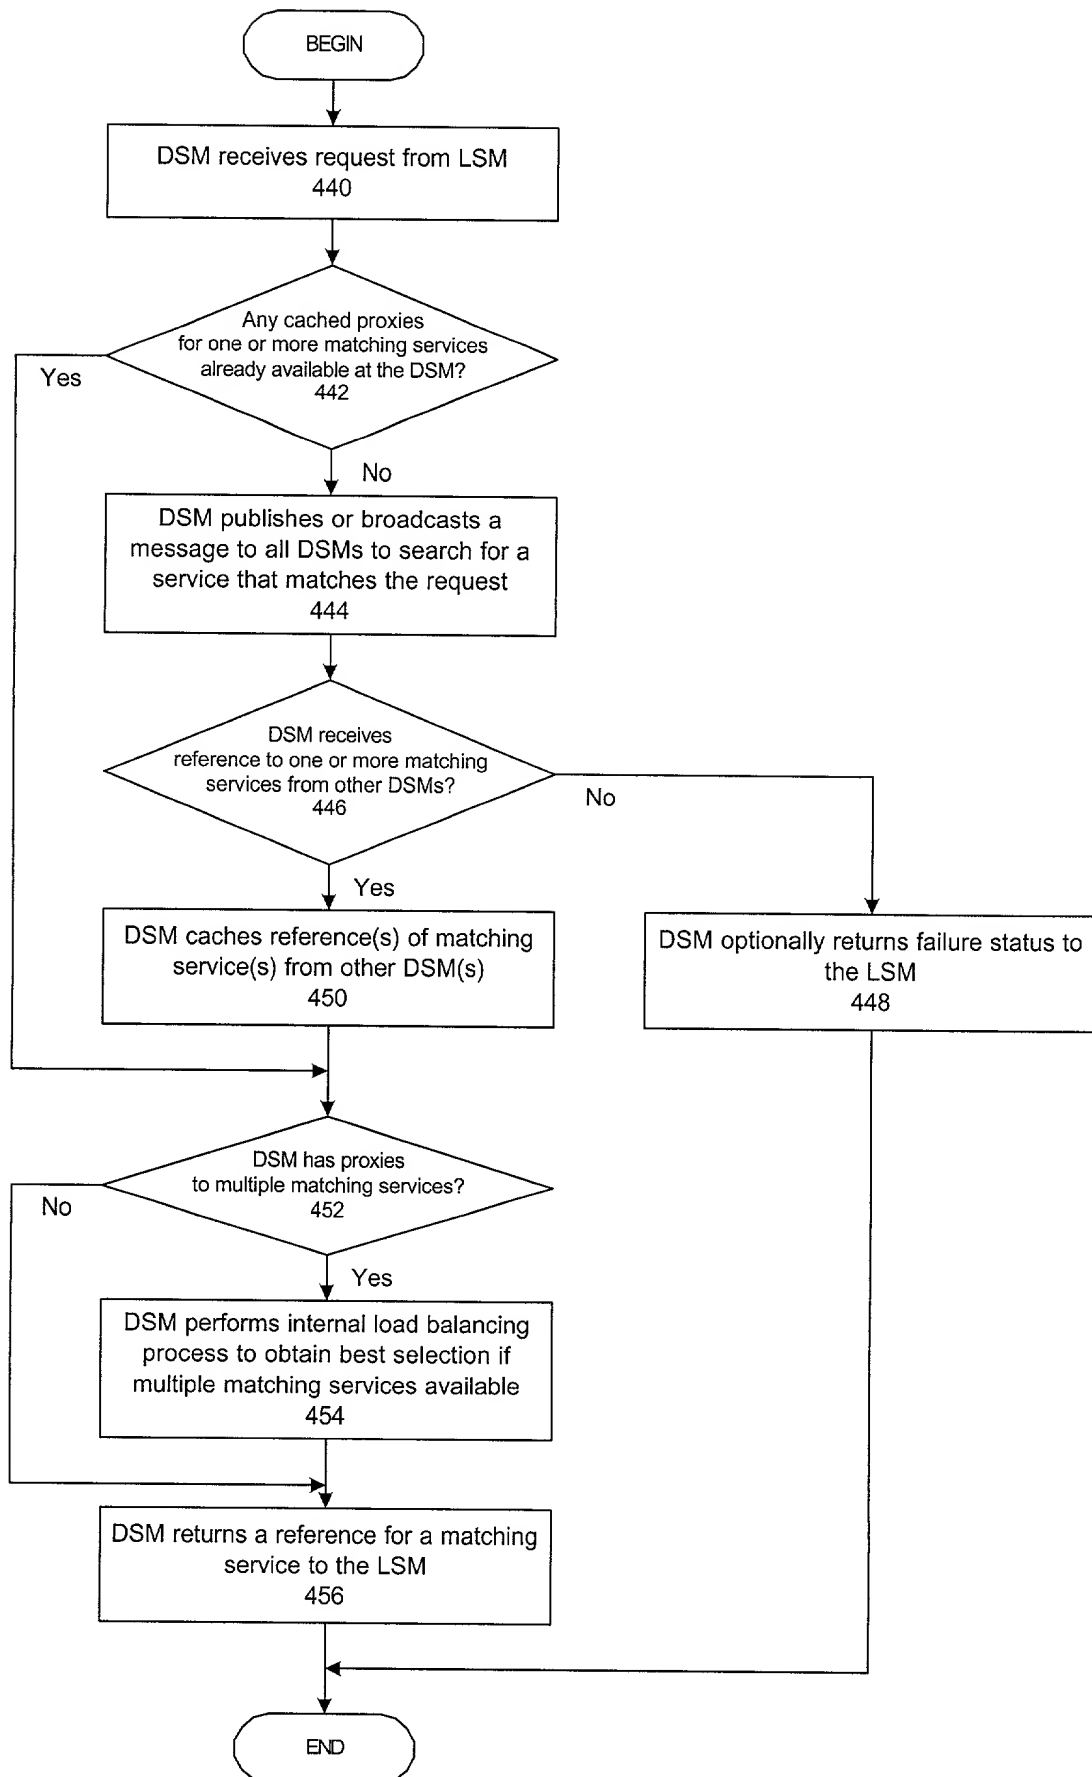 BEGIN
DSM receives request from LSM
440
Any cached proxies
for one or more matching services
already available at the DSM?
442
Yes
No
DSM publishes or broadcasts a
message to all DSMs to search for a
service that matches the request
444
DSM receives
reference to one or more matching
services from other DSMs?
446
No
Yes
DSM caches reference(s) of matching
service(s) from other DSM(s)
450
DSM optionally returns failure status to
the LSM
448
DSM has proxies
to multiple matching services?
452
No
Yes
DSM performs internal load balancing
process to obtain best selection if
multiple matching services available
454
DSM returns a reference for a matching
service to the LSM
456
END